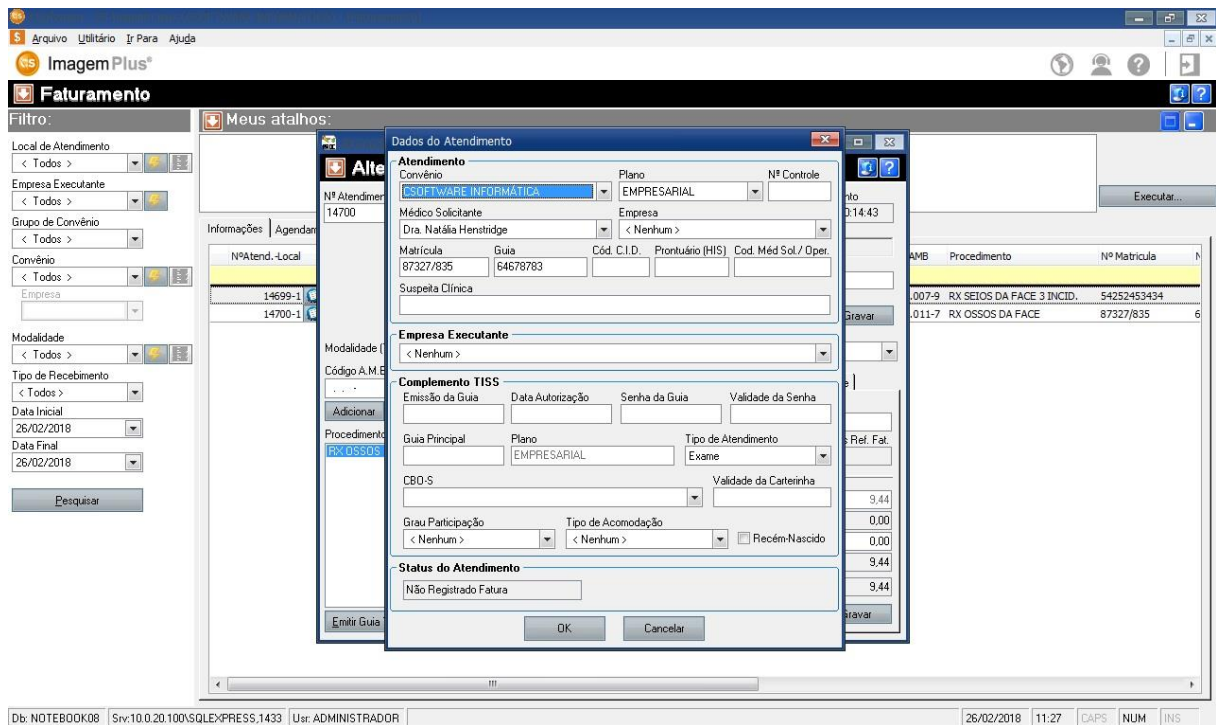 Arquivo Utilitário Ir Para Ajuda
ImagemPlus®
Faturamento
Filtro:
Meus atalhos:
Local de Atendimento
< Todos >
Empresa Executante
< Todos >
Grupo de Convênio
< Todos >
Convênio
< Todos >
Empresa
Modalidade
< Todos >
Tipo de Recebimento
< Todos >
Data Inicial
26/02/2018
Data Final
26/02/2018
Pesquisar
Executar...
Informações
NºAtend.-Local
AMB Procedimento Nº Matricula
14699-1 .007-9 RX SEIOS DA FACE 3 INCID. 54252453434
14700-1 .011-7 RX OSSOS DA FACE 87327/835 6
14700
Gravar
Adicionar
RX OSSOS
Ref. Fat.
9,44
0,00
0,00
9,44
9,44
Emitir Guia
Dados do Atendimento
Atendimento
Convênio Plano Nº Controle
CSOFTWARE INFORMÁTICA EMPRESARIAL
Médico Solicitante Empresa
Dra. Natália Henstridge < Nenhum >
Matrícula Guia Cód. C.I.D. Prontuário (HIS) Cod. Méd Sol./ Oper.
87327/835 64678783
Suspeita Clínica
Empresa Executante
< Nenhum >
Complemento TISS
Emissão da Guia Data Autorização Senha da Guia Validade da Senha
Guia Principal Plano Tipo de Atendimento
EMPRESARIAL Exame
CBO-S Validade da Carterinha
Grau Participação Tipo de Acomodação
< Nenhum > < Nenhum > Recém-Nascido
Status do Atendimento
Não Registrado Fatura
OK Cancelar
Db: NOTEBOOK08 Srv:10.0.20.100\SQLEXPRESS,1433 Usr: ADMINISTRADOR 26/02/2018 11:27 CAPS NUM INS